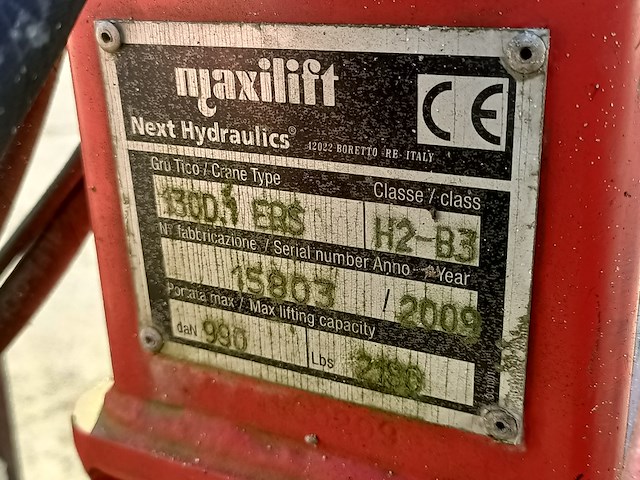 maxilift
CE
Next Hydraulics® 42022 BORETTO -RE- ITALY
Gru Tipo / Crane Type Classe / class
130D.1 ERS H2-B3
N° fabbricazione / Serial number Anno / Year
15803 / 2009
Portata max / Max lifting capacity
daN 990 Lbs 2180